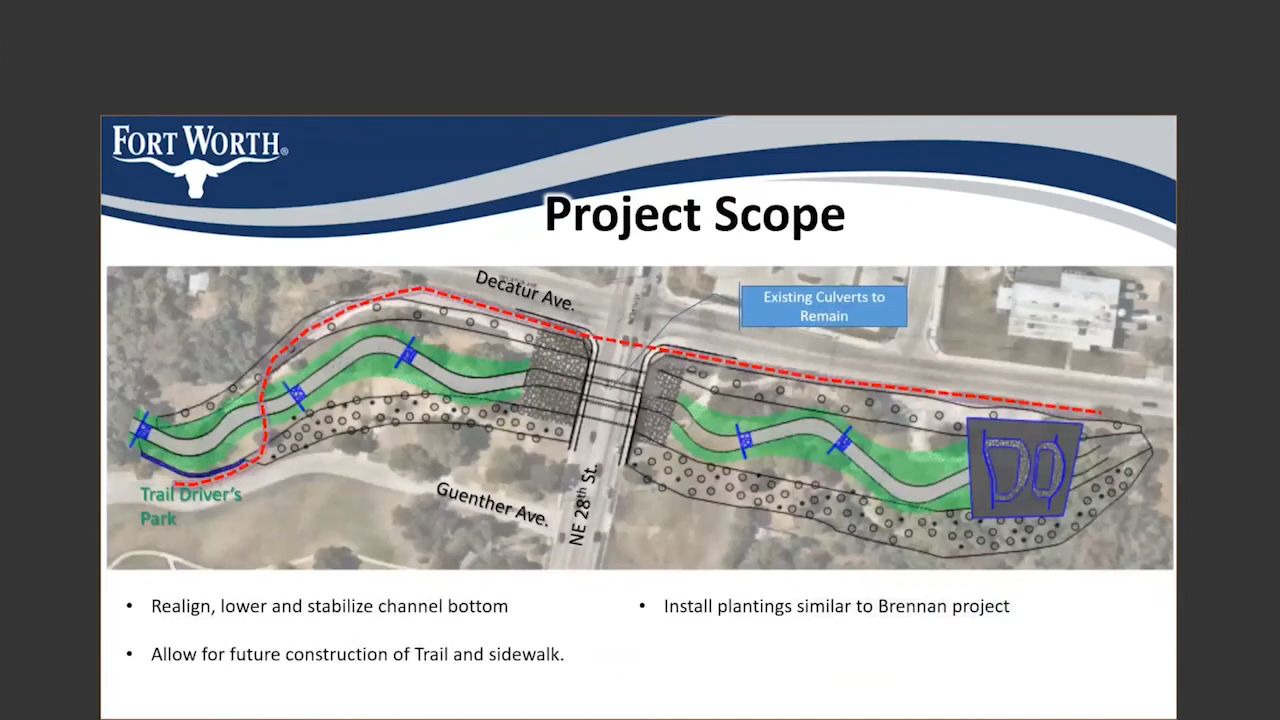 FORT WORTH®
Project Scope
Decatur Ave.
Existing Culverts to
Remain
Trail Driver's
Park
Guenther Ave.
NE 28th St.
• Realign, lower and stabilize channel bottom
• Allow for future construction of Trail and sidewalk.
• Install plantings similar to Brennan project